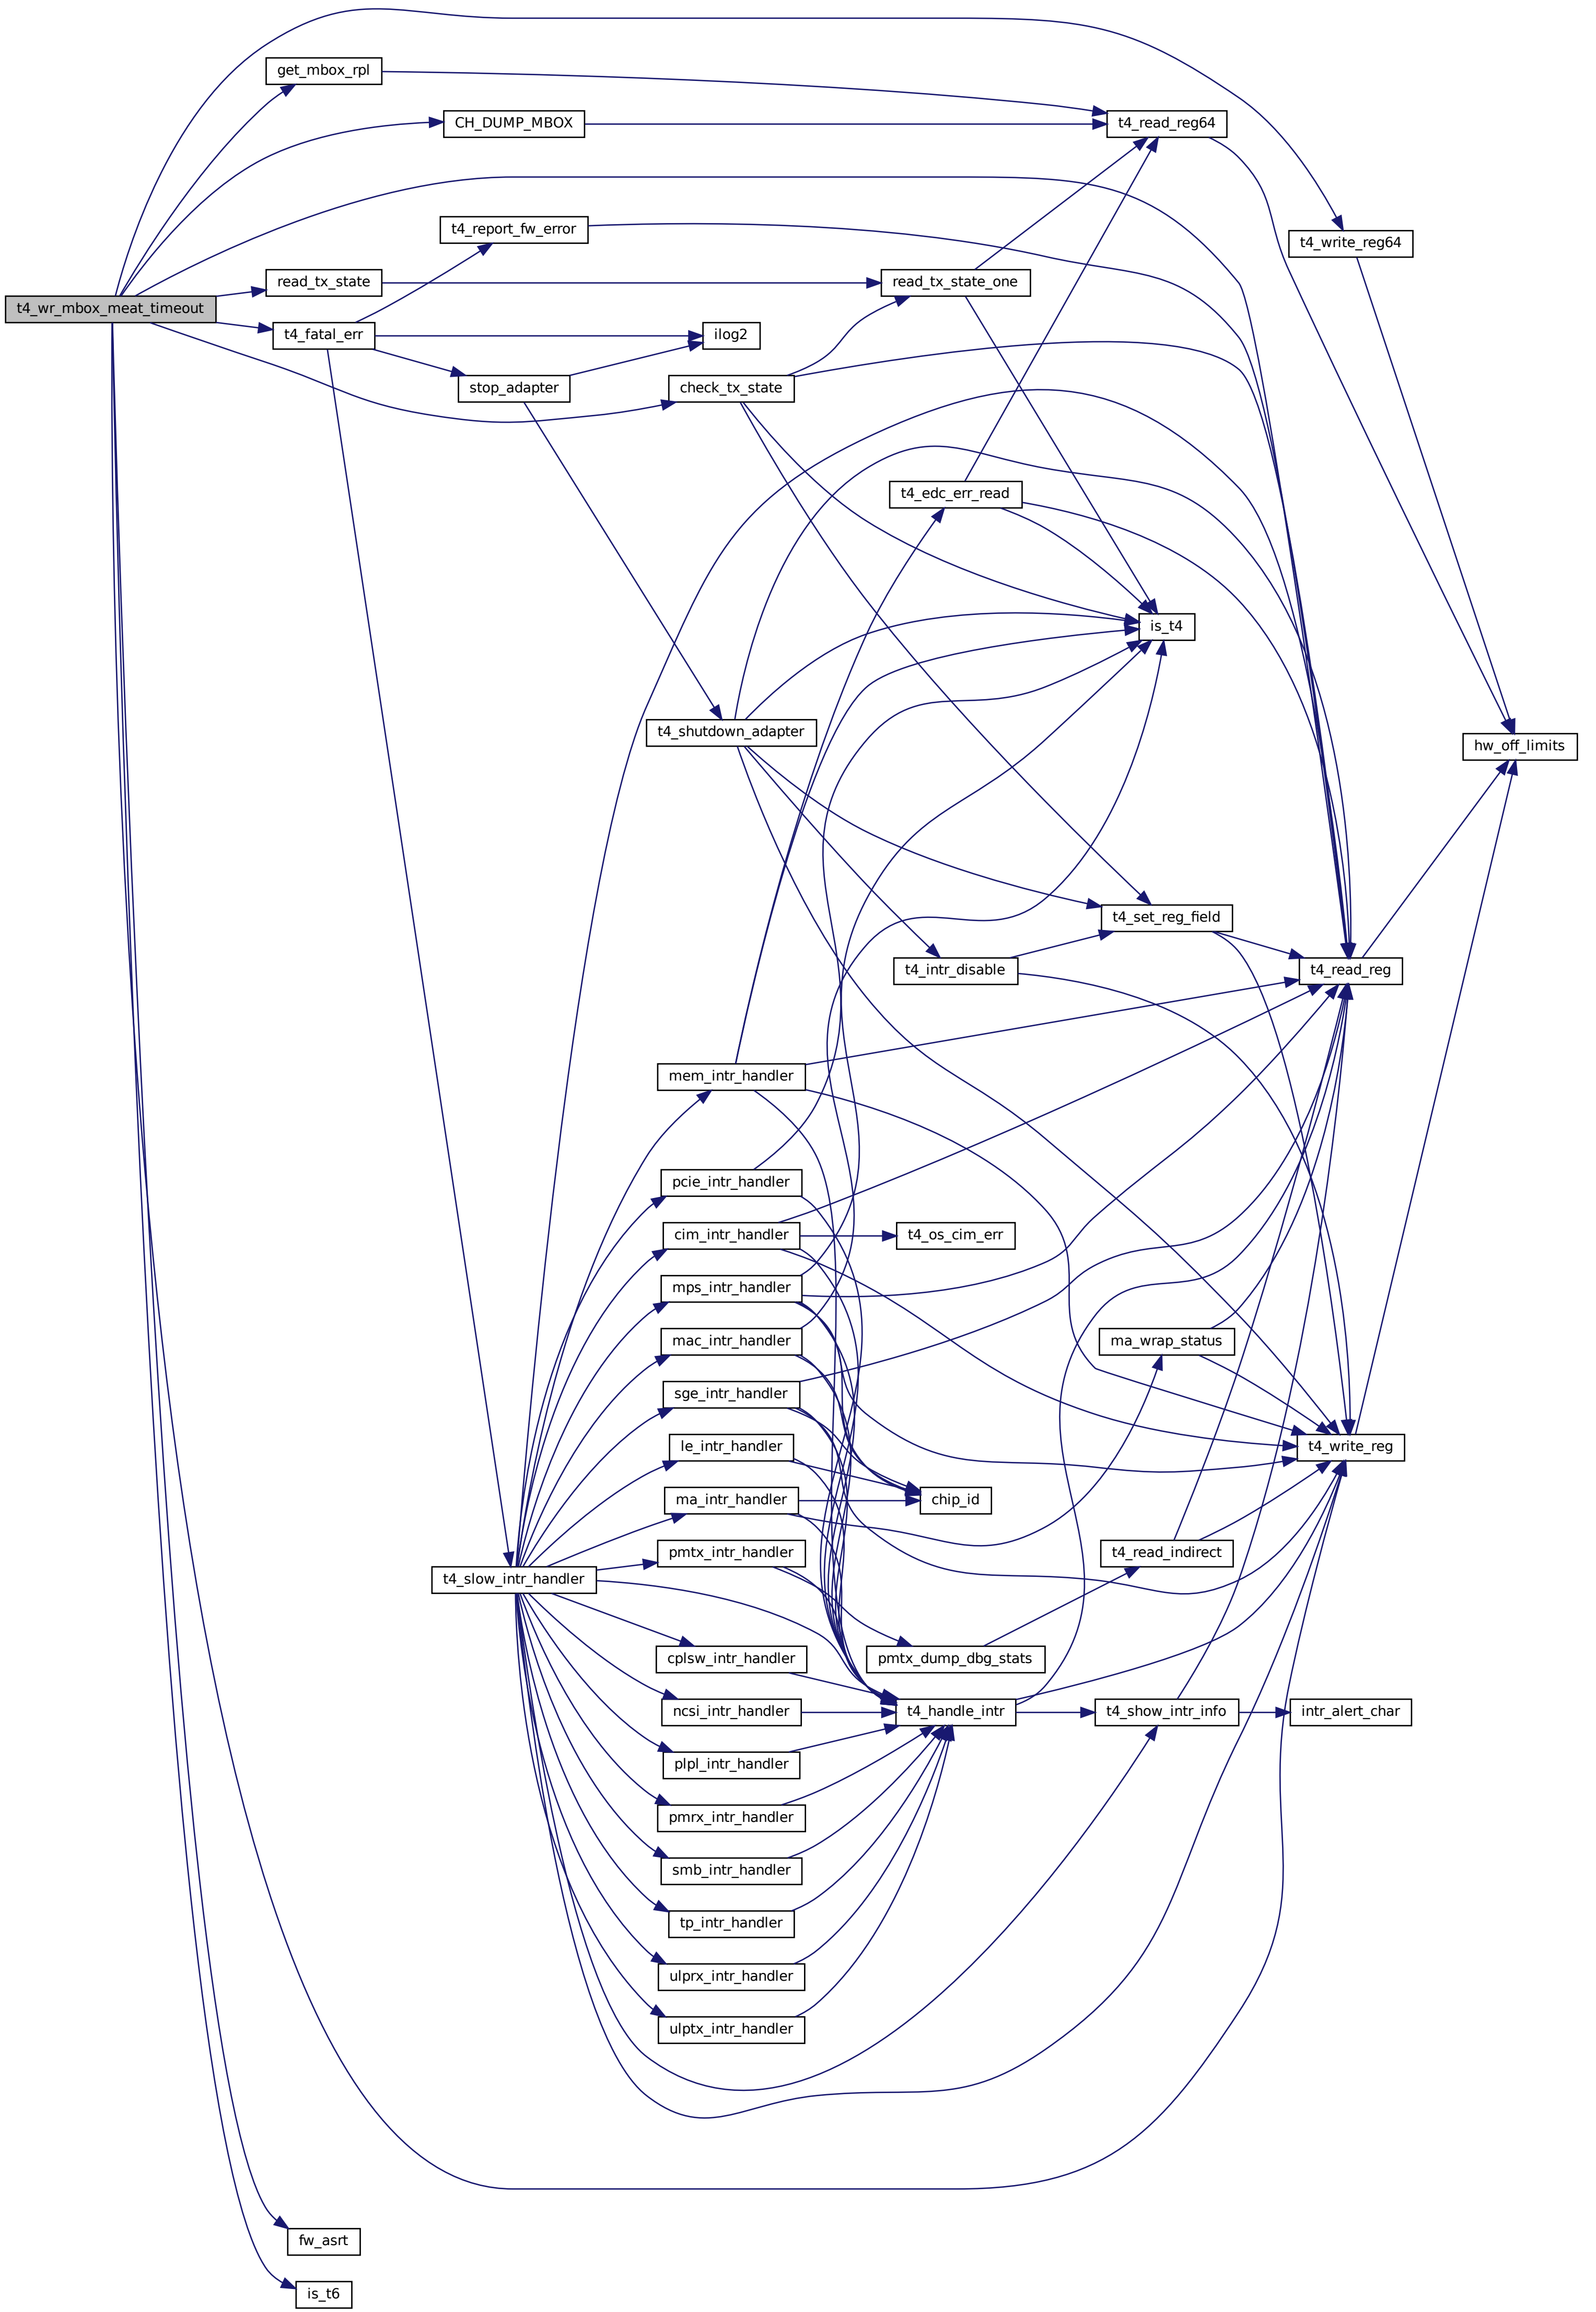 get_mbox_rpl
CH_DUMP_MBOX
t4_read_reg64
t4_report_fw_error
t4_write_reg64
read_tx_state
read_tx_state_one
t4_wr_mbox_meat_timeout
t4_fatal_err
ilog2
stop_adapter
check_tx_state
t4_edc_err_read
is_t4
t4_shutdown_adapter
hw_off_limits
t4_set_reg_field
t4_intr_disable
t4_read_reg
mem_intr_handler
pcie_intr_handler
cim_intr_handler
t4_os_cim_err
mps_intr_handler
mac_intr_handler
ma_wrap_status
sge_intr_handler
le_intr_handler
t4_write_reg
ma_intr_handler
chip_id
pmtx_intr_handler
t4_read_indirect
t4_slow_intr_handler
cplsw_intr_handler
pmtx_dump_dbg_stats
ncsi_intr_handler
t4_handle_intr
t4_show_intr_info
intr_alert_char
plpl_intr_handler
pmrx_intr_handler
smb_intr_handler
tp_intr_handler
ulprx_intr_handler
ulptx_intr_handler
fw_asrt
is_t6